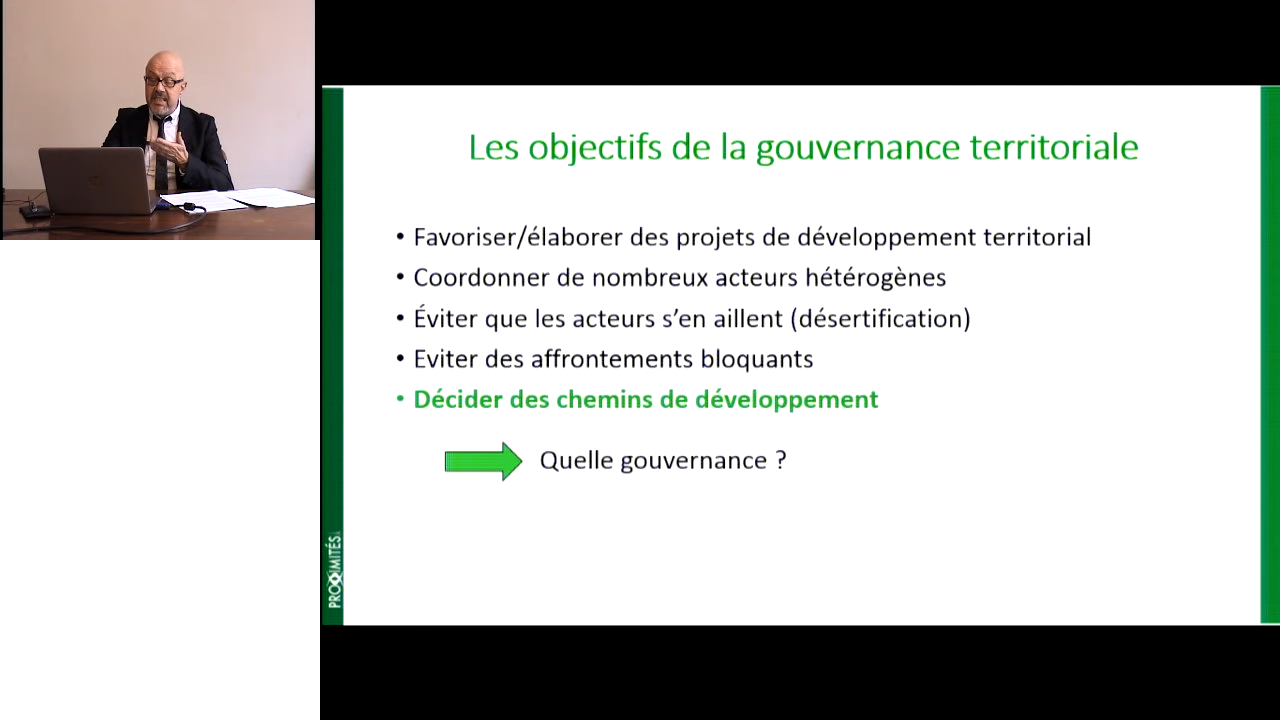 Les objectifs de la gouvernance territoriale
• Favoriser/élaborer des projets de développement territorial
• Coordonner de nombreux acteurs hétérogènes
• Éviter que les acteurs s’en aillent (désertification)
• Eviter des affrontements bloquants
• Décider des chemins de développement
Quelle gouvernance ?
PROXIMITÉS